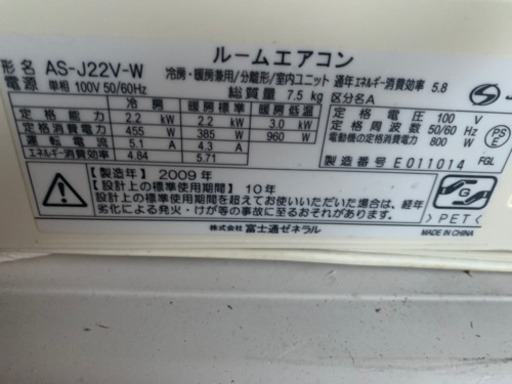 ルームエアコン
形名 AS-J22V-W 冷房・暖房兼用/分離形/室内ユニット 通年エネルギー消費効率 5.8
電源 単相 100V 50/60Hz 総質量 7.5 kg 区分名A
冷房 暖房標準 暖房低温
定格能力 2.2 kW 2.2 kW 3.0 kW
定格消費電力 455 W 385 W 960 W
運転電流 5.1 A 4.3 A
エネルギー消費効率 4.84 5.71
定格電圧 100 V
定格周波数 50/60 Hz
電動機の定格消費電力 800 W
PSE
製造番号 E011014 FGL
【製造年】2009年
【設計上の標準使用期間】10年
設計上の標準使用期間を超えてお使いいただいた場合は、経年
劣化による発火・けが等の事故に至るおそれがあります。
G
>PET<
株式会社 富士通ゼネラル
MADE IN CHINA